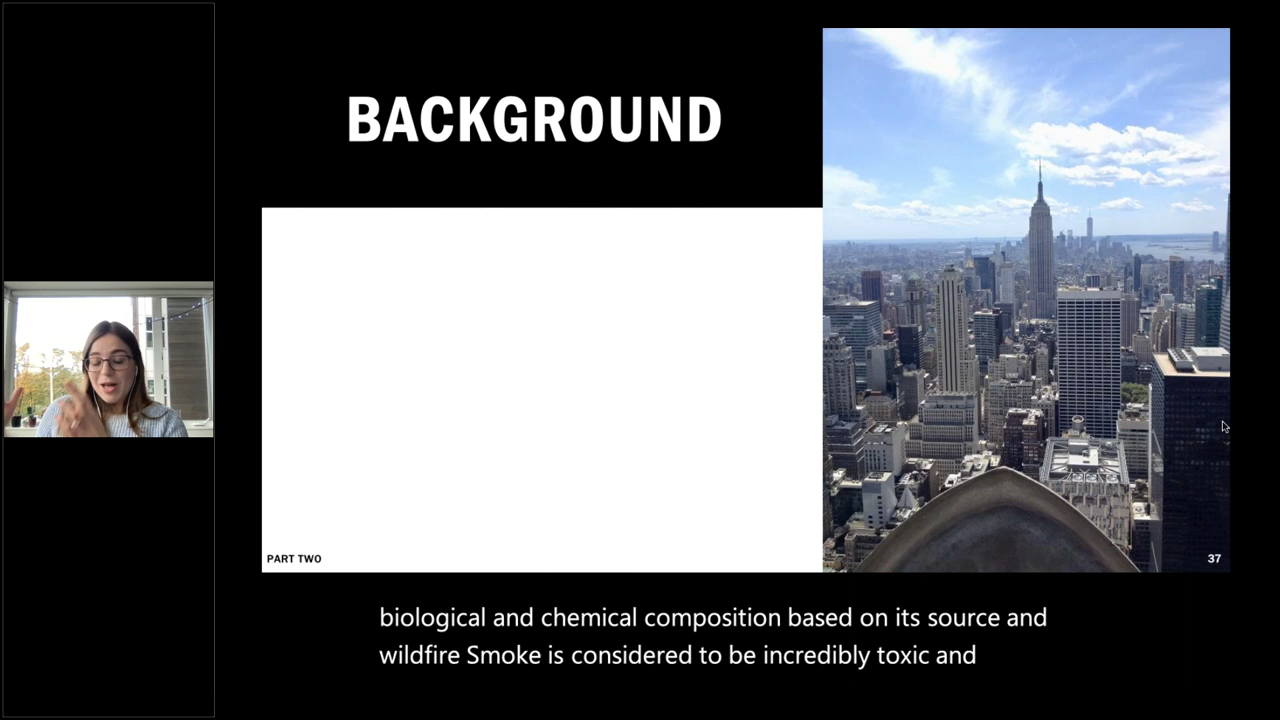 BACKGROUND
PART TWO
37
biological and chemical composition based on its source and
wildfire Smoke is considered to be incredibly toxic and